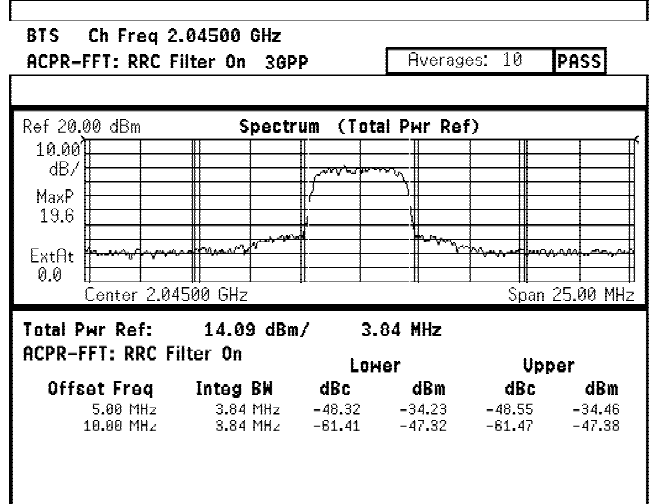 BTS Ch Freq 2.04500 GHz
ACPR-FFT: RRC Filter On 3GPP Averages: 10 PASS
Ref 20.00 dBm Spectrum (Total Pwr Ref)
10.00
dB/
MaxP
19.6
ExtAt
0.0
Center 2.04500 GHz Span 25.00 MHz
Total Pwr Ref: 14.09 dBm/ 3.84 MHz
ACPR-FFT: RRC Filter On
Lower Upper
Offset Freq Integ BW dBc dBm dBc dBm
5.00 MHz 3.84 MHz -48.32 -34.23 -48.55 -34.46
10.00 MHz 3.84 MHz -61.41 -47.32 -61.47 -47.38